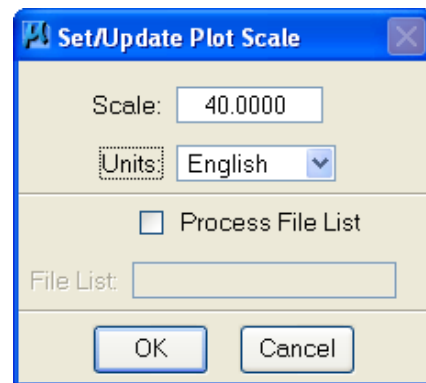 Set/Update Plot Scale
Scale: 40.0000
Units: English
Process File List
File List:
OK Cancel